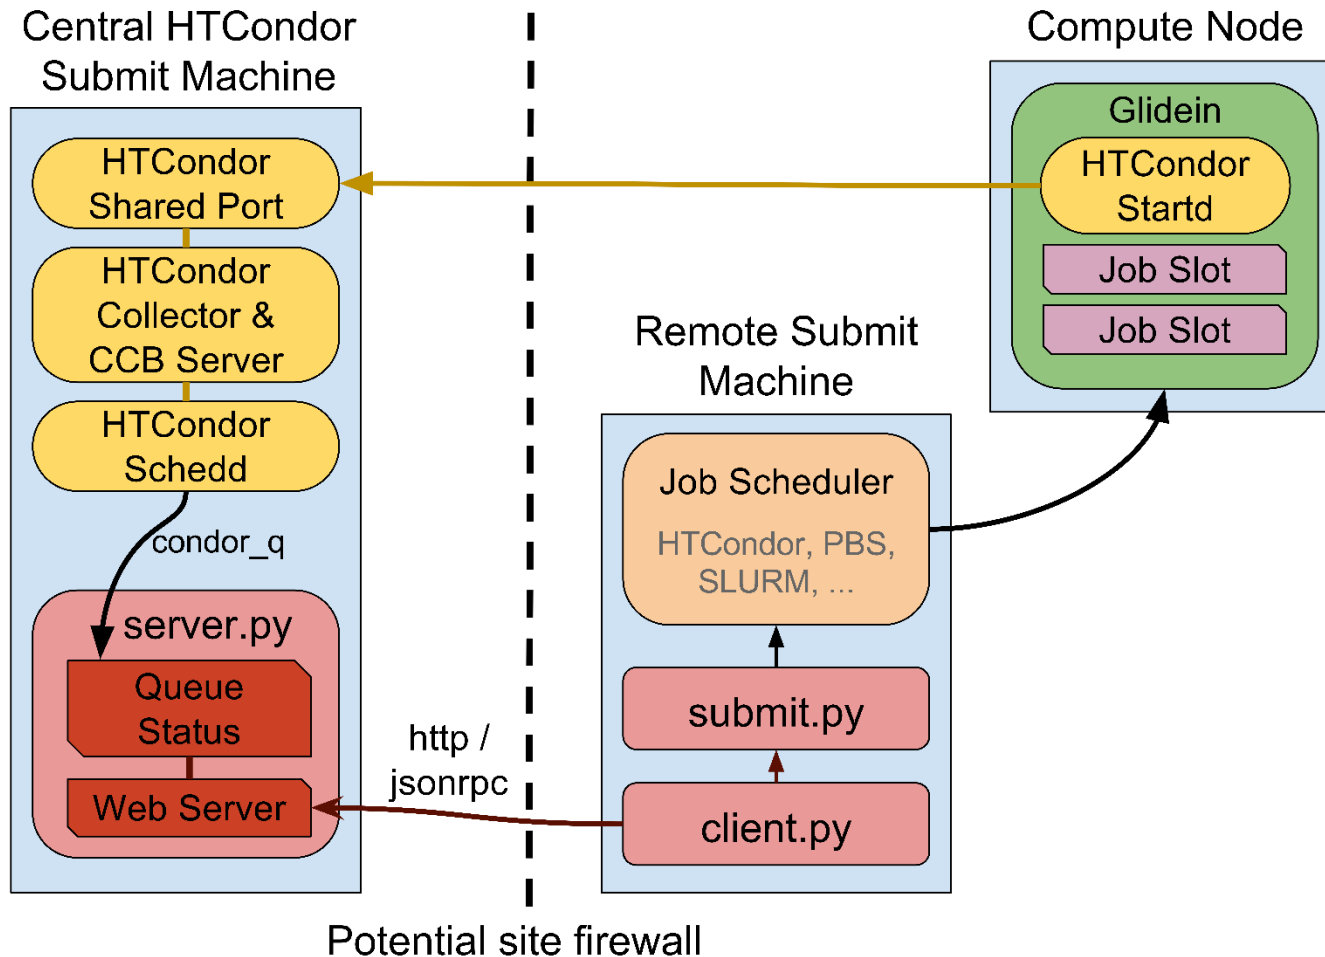 Central HTCondor
Submit Machine
HTCondor
Shared Port
HTCondor
Collector &
CCB Server
HTCondor
Schedd
condor_q
server.py
Queue
Status
Web Server
http /
jsonrpc
Potential site firewall
Remote Submit
Machine
Job Scheduler
HTCondor, PBS,
SLURM, ...
submit.py
client.py
Compute Node
Glidein
HTCondor
Startd
Job Slot
Job Slot